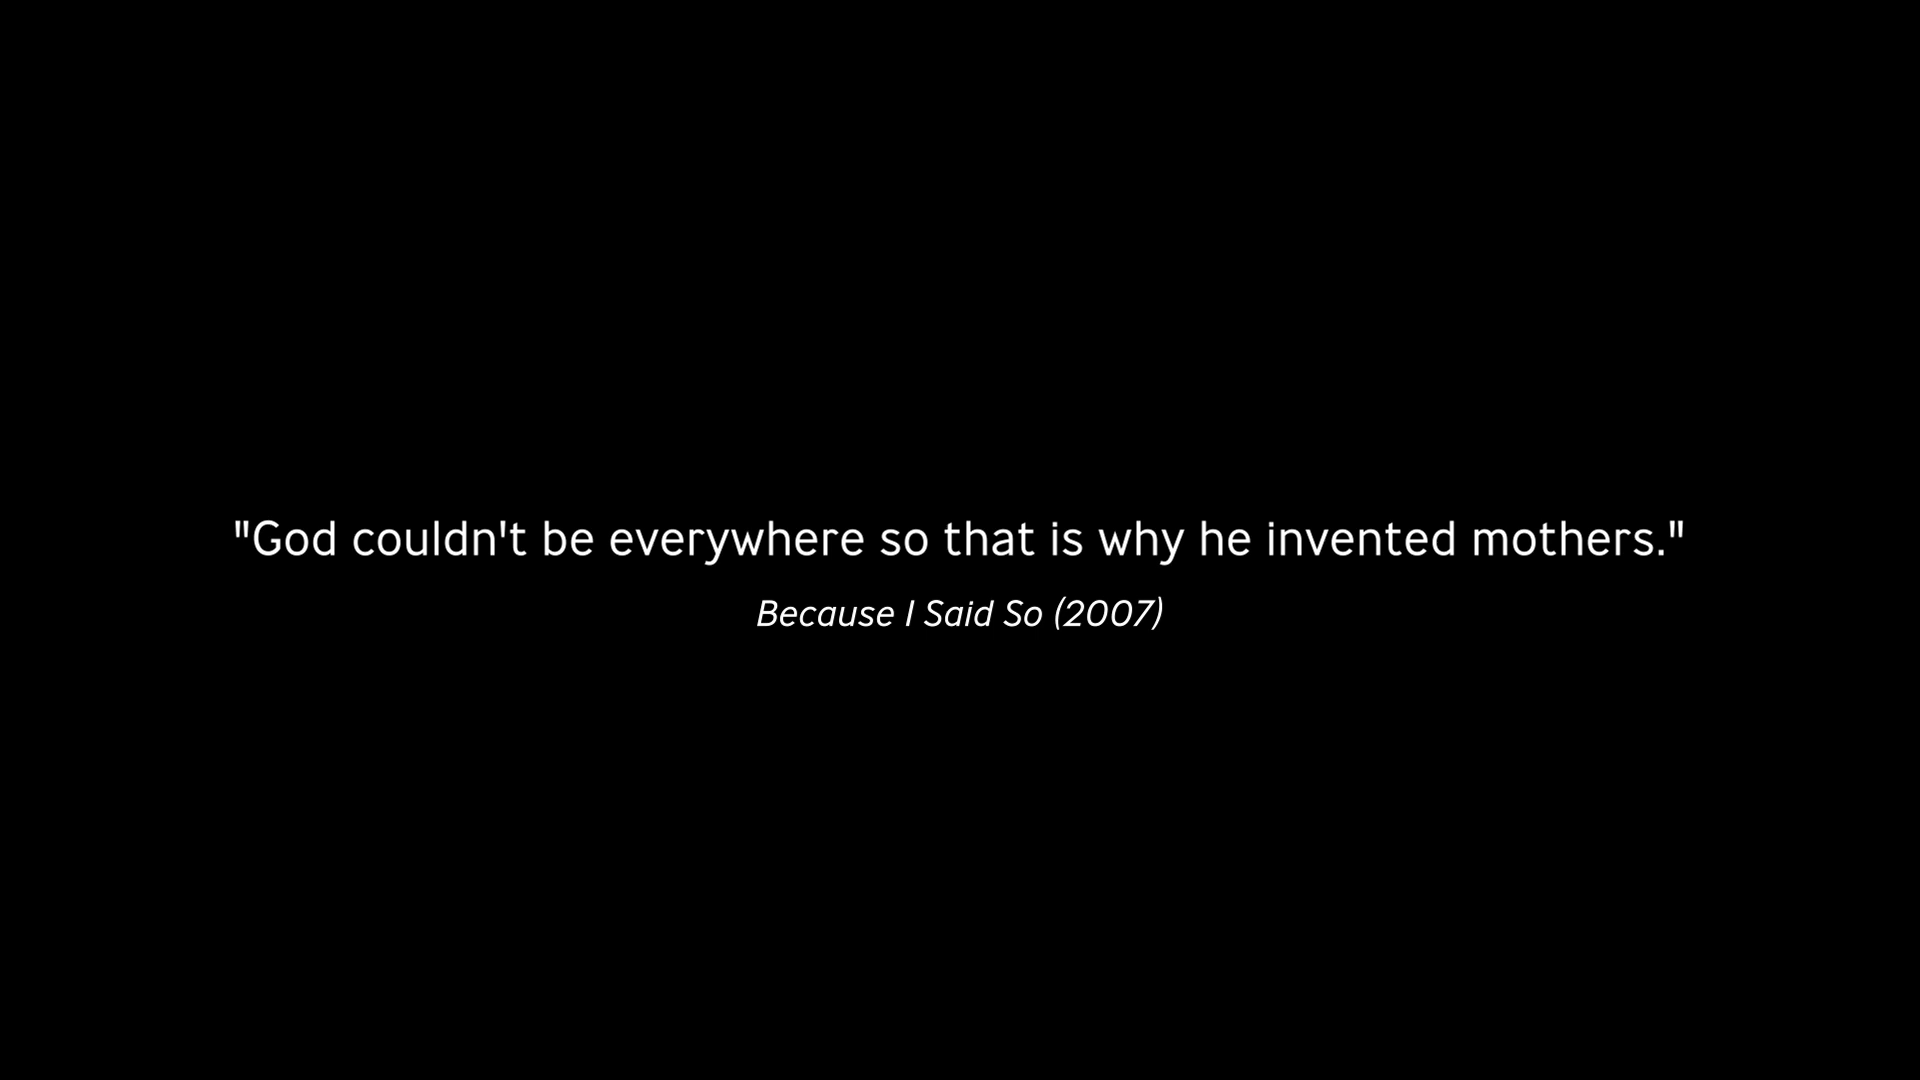 "God couldn't be everywhere so that is why he invented mothers."
Because I Said So (2007)